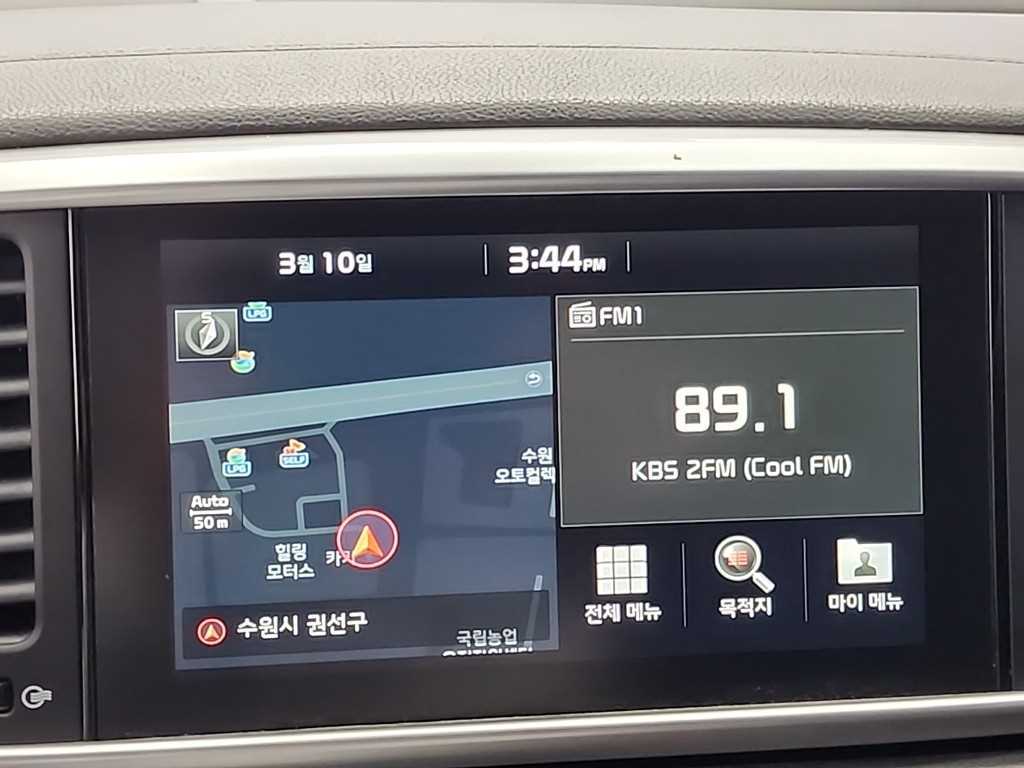 3월 10일
3:44PM
S
LPG
FM1
89.1
KBS 2FM (Cool FM)
LPG
SELF
수원
오토컬렉
Auto
50 m
힐링
모터스
수원시 권선구
국립농업
전체 메뉴
목적지
마이 메뉴